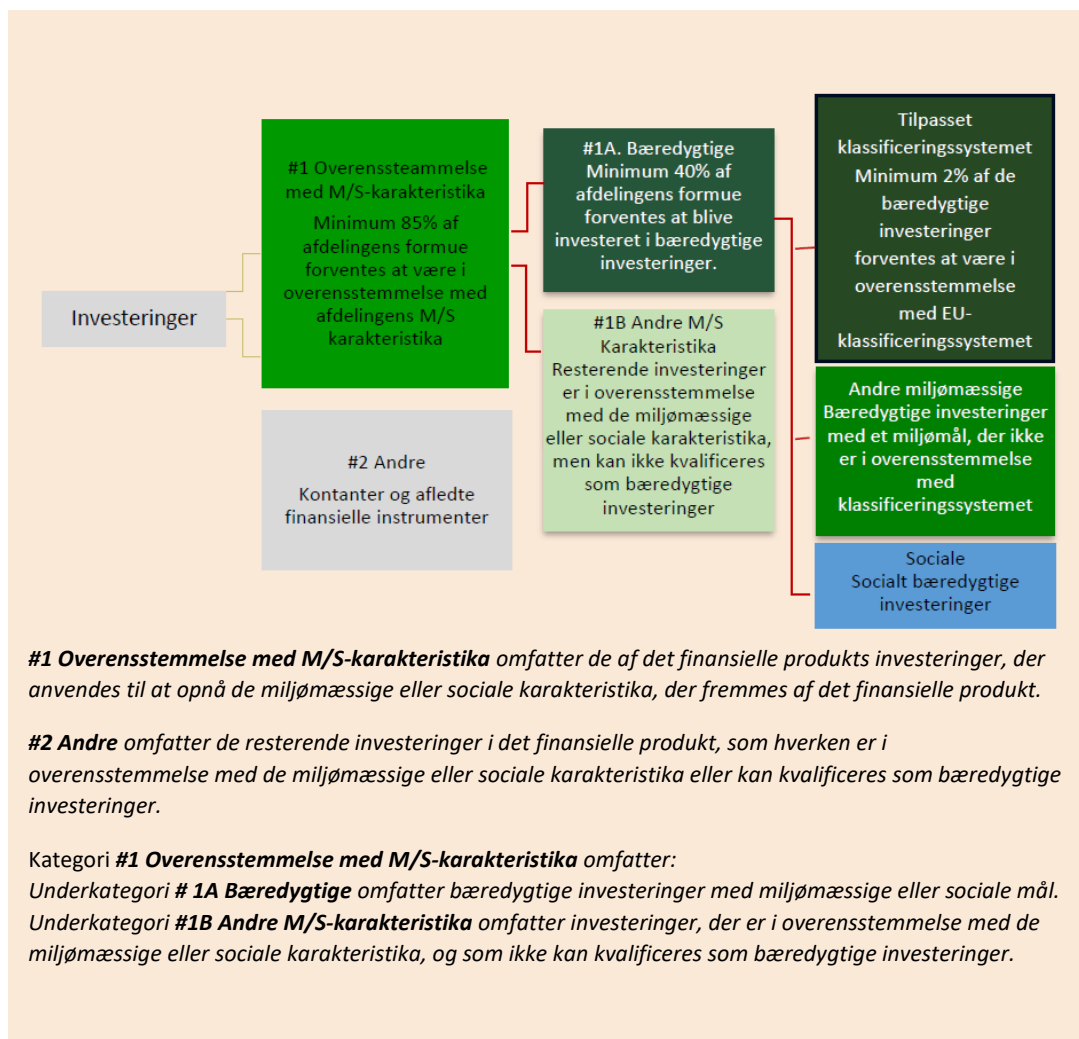 Investeringer
#1 Overenssteammelse
med M/S-karakteristika
Minimum 85% af
afdelingens formue
forventes at være i
overensstemmelse med
afdelingens M/S
karakteristika
#2 Andre
Kontanter og afledte
finansielle instrumenter
#1A. Bæredygtige
Minimum 40% af
afdelingens formue
forventes at blive
investeret i bæredygtige
investeringer.
#1B Andre M/S
Karakteristika
Resterende investeringer
er i overensstemmelse
med de miljømæssige
eller sociale karakteristika,
men kan ikke kvalificeres
som bæredygtige
investeringer
Tilpasset
klassificeringssystemet
Minimum 2% af de
bæredygtige
investeringer
forventes at være i
overensstemmelse
med EU-
klassificeringssystemet
Andre miljømæssige
Bæredygtige investeringer
med et miljømål, der ikke
er i overensstemmelse
med
klassificeringssystemet
Sociale
Socialt bæredygtige
investeringer
#1 Overensstemmelse med M/S-karakteristika omfatter de af det finansielle produkts investeringer, der
anvendes til at opnå de miljømæssige eller sociale karakteristika, der fremmes af det finansielle produkt.
#2 Andre omfatter de resterende investeringer i det finansielle produkt, som hverken er i
overensstemmelse med de miljømæssige eller sociale karakteristika eller kan kvalificeres som bæredygtige
investeringer.
Kategori #1 Overensstemmelse med M/S-karakteristika omfatter:
Underkategori # 1A Bæredygtige omfatter bæredygtige investeringer med miljømæssige eller sociale mål.
Underkategori #1B Andre M/S-karakteristika omfatter investeringer, der er i overensstemmelse med de
miljømæssige eller sociale karakteristika, og som ikke kan kvalificeres som bæredygtige investeringer.